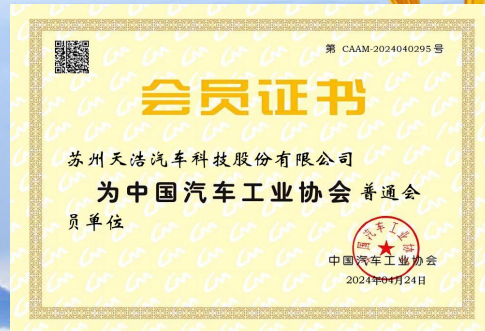 第 CAAM-2024040295 号
会员证书
苏州天浩汽车科技股份有限公司
为中国汽车工业协会 普通会
员单位
中国汽车工业协会
2024年04月24日